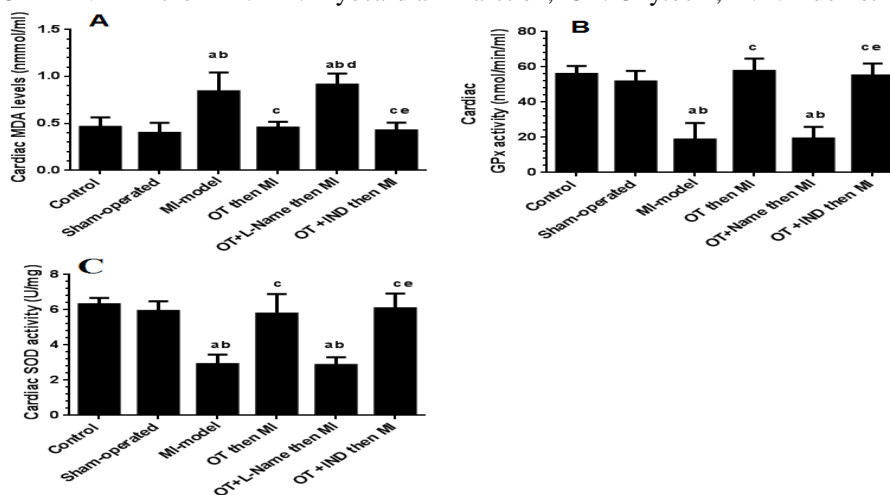 A
Cardiac MDA levels (nmmol/ml)
1.5
1.0
0.5
0.0
ab
c
abd
ce
Control
Sham-operated
MI-model
OT then MI
OT+L-Name then MI
OT +IND then MI
B
Cardiac
GPx activity (nmol/min/ml)
80
60
40
20
0
ab
c
ab
ce
Control
Sham-operated
MI-model
OT then MI
OT+Name then MI
OT +IND then MI
C
Cardiac SOD activity (U/mg)
8
6
4
2
0
ab
c
ab
ce
Control
Sham-operated
MI-model
OT then MI
OT+L-Name then MI
OT +IND then MI